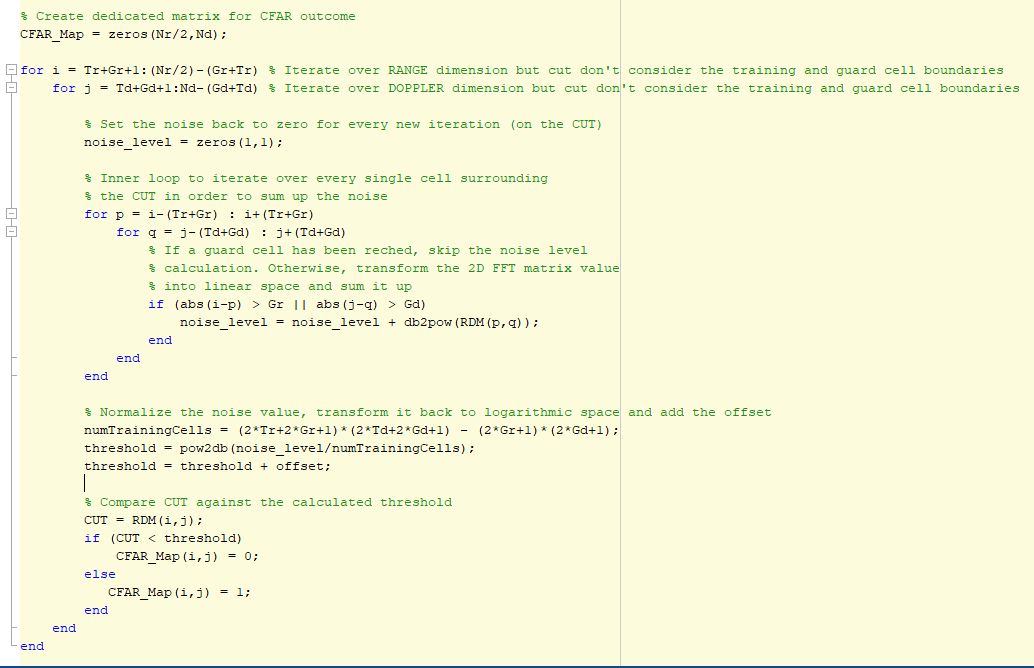 % Create dedicated matrix for CFAR outcome
CFAR_Map = zeros(Nr/2,Nd);
for i = Tr+Gr+1:(Nr/2)-(Gr+Tr) % Iterate over RANGE dimension but cut don't consider the training and guard cell boundaries
for j = Td+Gd+1:Nd-(Gd+Td) % Iterate over DOPPLER dimension but cut don't consider the training and guard cell boundaries
% Set the noise back to zero for every new iteration (on the CUT)
noise_level = zeros(1,1);
% Inner loop to iterate over every single cell surrounding
% the CUT in order to sum up the noise
for p = i-(Tr+Gr) : i+(Tr+Gr)
for q = j-(Td+Gd) : j+(Td+Gd)
% If a guard cell has been reched, skip the noise level
% calculation. Otherwise, transform the 2D FFT matrix value
% into linear space and sum it up
if (abs(i-p) > Gr || abs(j-q) > Gd)
noise_level = noise_level + db2pow(RDM(p,q));
end
end
end
% Normalize the noise value, transform it back to logarithmic space and add the offset
numTrainingCells = (2*Tr+2*Gr+1)*(2*Td+2*Gd+1) - (2*Gr+1)*(2*Gd+1);
threshold = pow2db(noise_level/numTrainingCells);
threshold = threshold + offset;
% Compare CUT against the calculated threshold
CUT = RDM(i,j);
if (CUT < threshold)
CFAR_Map(i,j) = 0;
else
CFAR_Map(i,j) = 1;
end
end
end